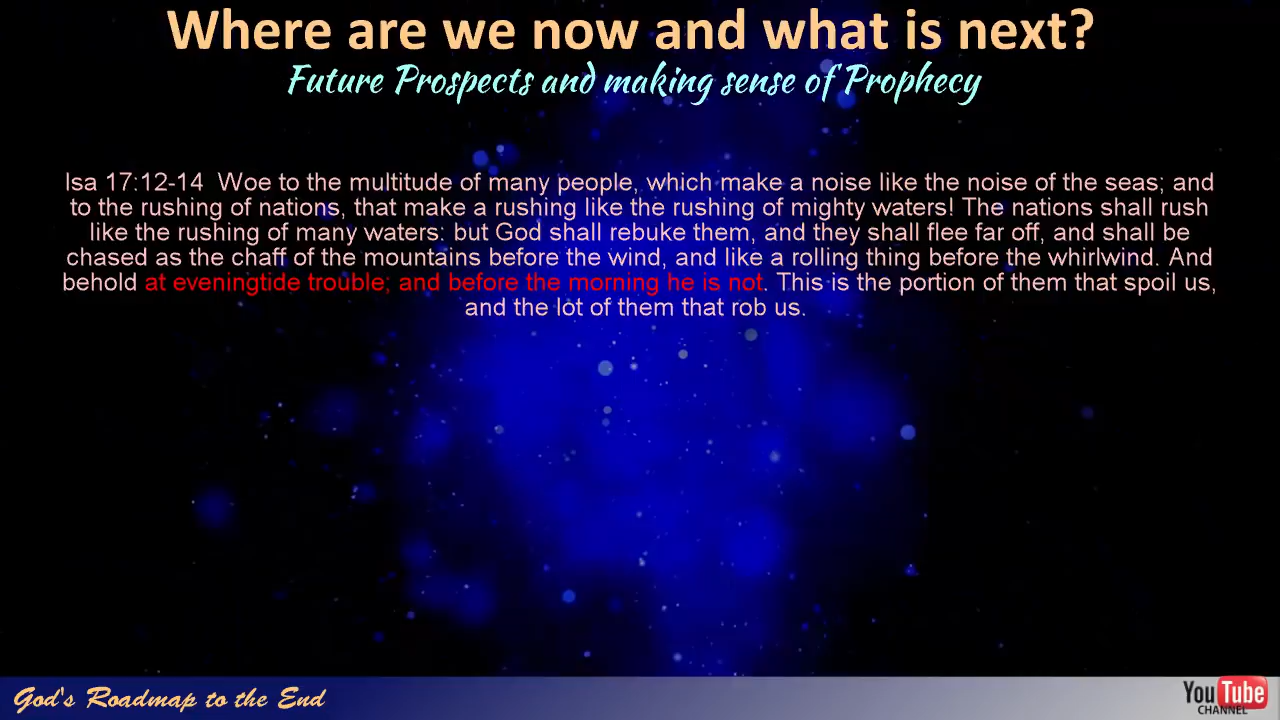 Where are we now and what is next?
Future Prospects and making sense of Prophecy
Isa 17:12-14  Woe to the multitude of many people, which make a noise like the noise of the seas; and
to the rushing of nations, that make a rushing like the rushing of mighty waters! The nations shall rush
like the rushing of many waters: but God shall rebuke them, and they shall flee far off, and shall be
chased as the chaff of the mountains before the wind, and like a rolling thing before the whirlwind. And
behold at eveningtide trouble; and before the morning he is not. This is the portion of them that spoil us,
and the lot of them that rob us.
God's Roadmap to the End
YouTube
CHANNEL